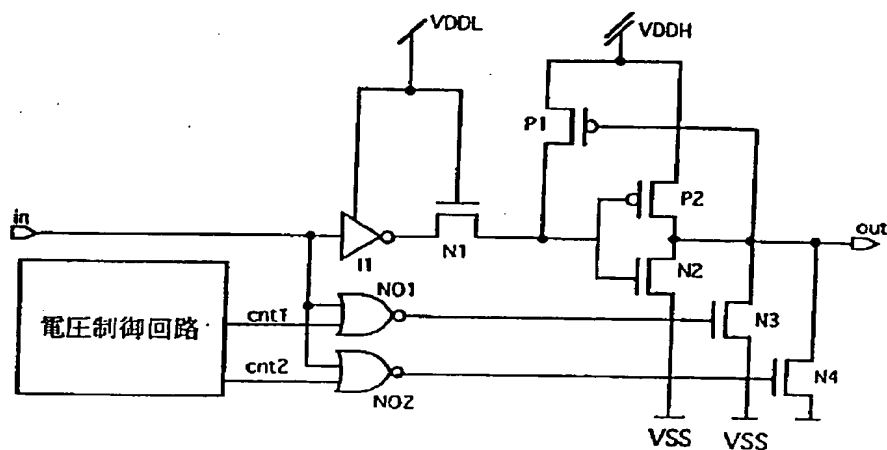 VDDL
VDDH
P1
P2
in
I1
N1
out
N2
NO1
電圧制御回路
cnt1
N3
cnt2
NO2
N4
VSS
VSS